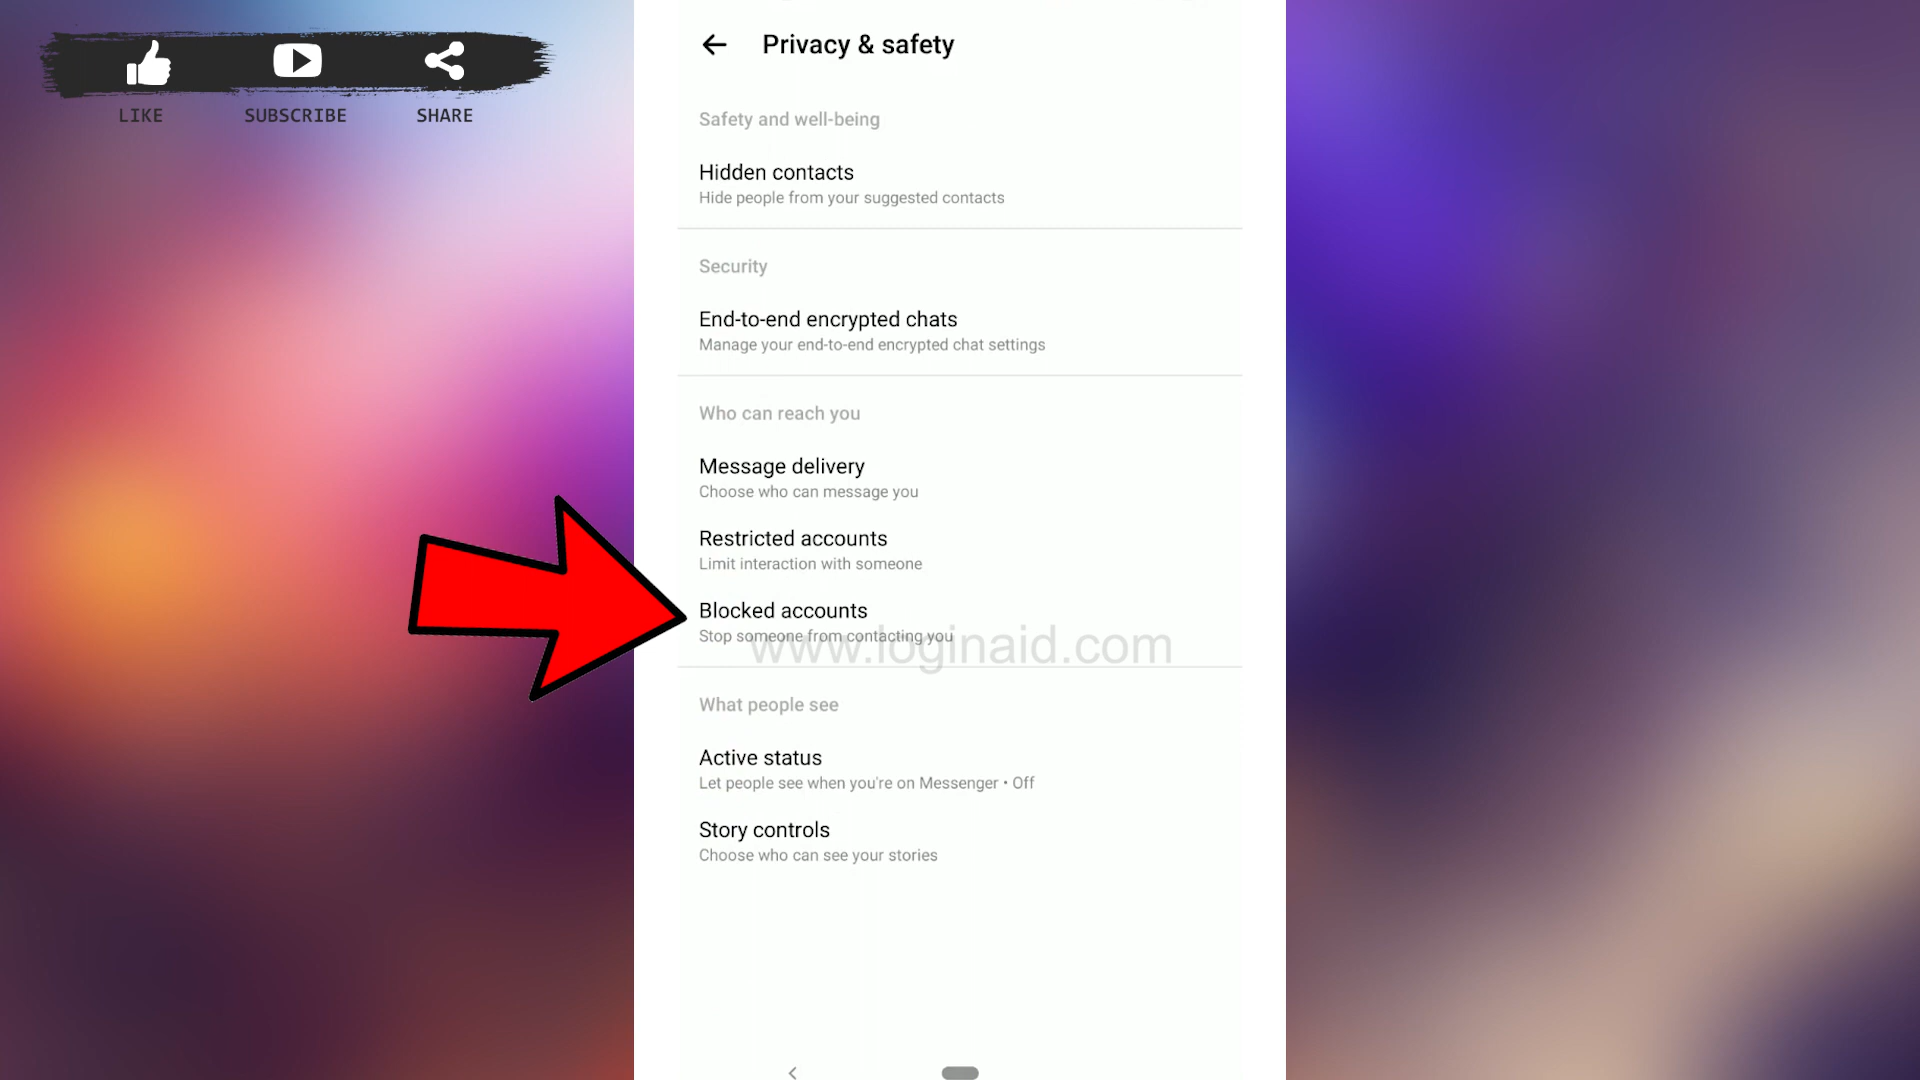 LIKE
SUBSCRIBE
SHARE
Privacy & safety
Safety and well-being
Hidden contacts
Hide people from your suggested contacts
Security
End-to-end encrypted chats
Manage your end-to-end encrypted chat settings
Who can reach you
Message delivery
Choose who can message you
Restricted accounts
Limit interaction with someone
Blocked accounts
Stop someone from contacting you
www.loginaid.com
What people see
Active status
Let people see when you're on Messenger • Off
Story controls
Choose who can see your stories